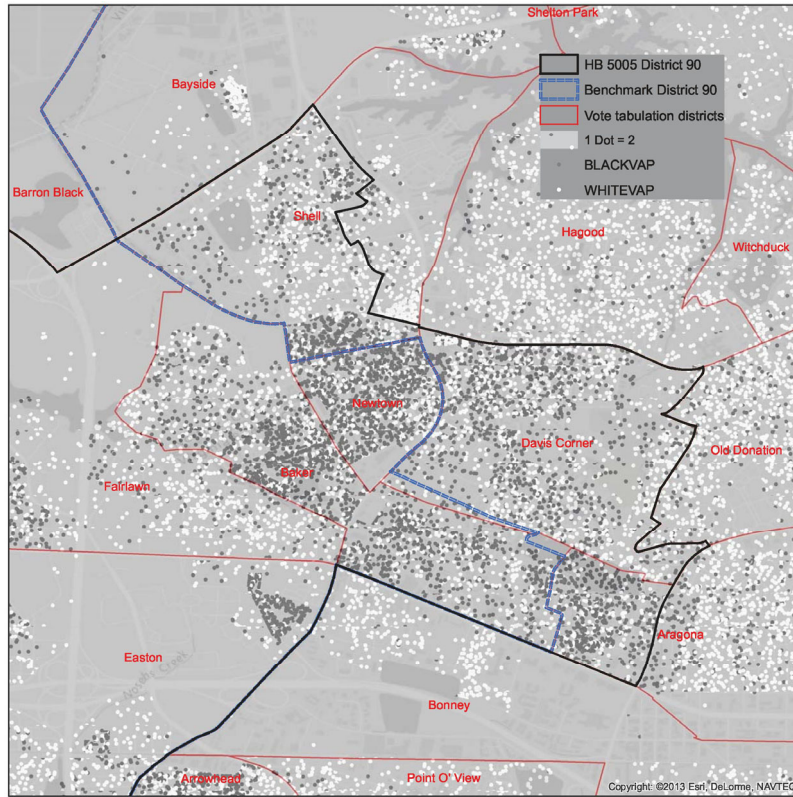 Shelton Park
HB 5005 District 90
Benchmark District 90
Vote tabulation districts
1 Dot = 2
BLACKVAP
WHITEVAP
Bayside
Barron Black
Shell
Hagood
Witchduck
Newtown
Davis Corner
Old Donation
Baker
Fairlawn
Aragona
Easton
Bonney
Arrowhead
Point O' View
Copyright: ©2013 Esri, DeLorme, NAVTEQ